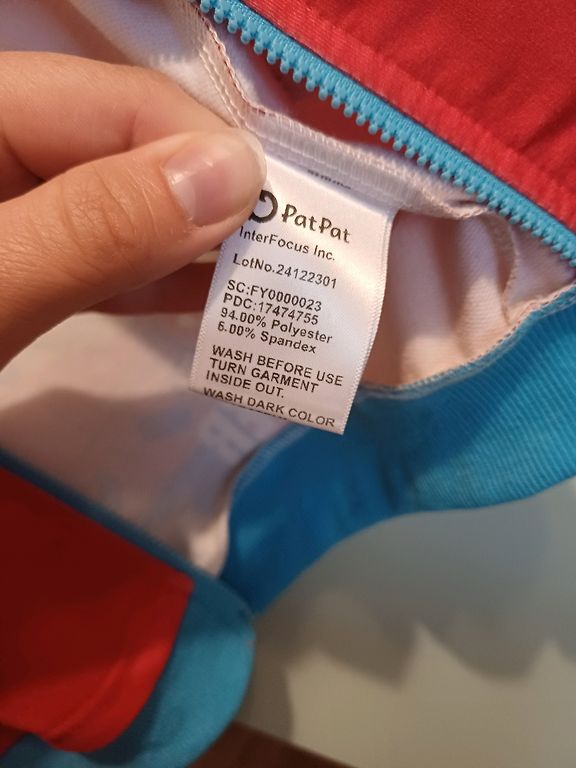 PatPat
InterFocus Inc.
LotNo.24122301
SC:FY0000023
PDC:17474755
94.00% Polyester
6.00% Spandex
WASH BEFORE USE
TURN GARMENT
INSIDE OUT.
WASH DARK COLOR